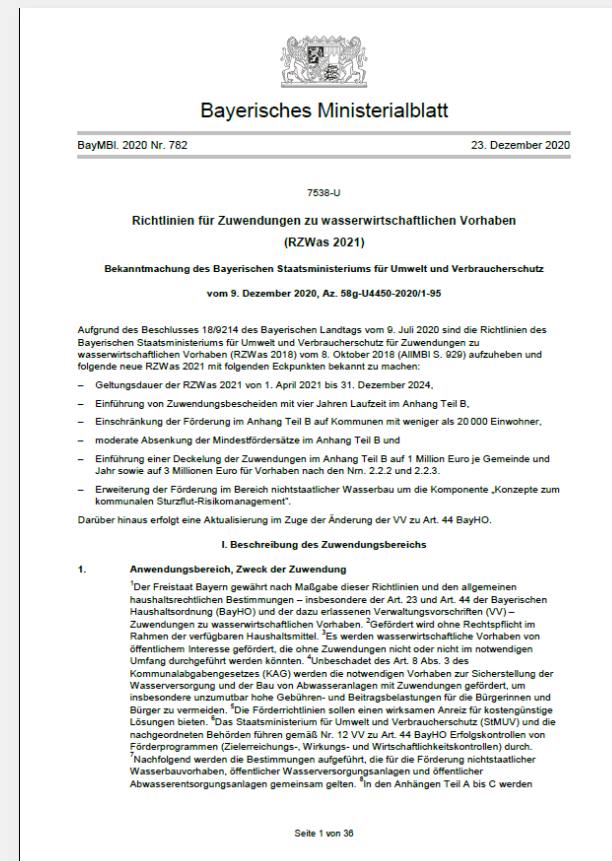 Bayerisches Ministerialblatt
BayMBl. 2020 Nr. 782 23. Dezember 2020
7538-U
Richtlinien für Zuwendungen zu wasserwirtschaftlichen Vorhaben
(RZWas 2021)
Bekanntmachung des Bayerischen Staatsministeriums für Umwelt und Verbraucherschutz
vom 9. Dezember 2020, Az. 58g-U4450-2020/1-95
Aufgrund des Beschlusses 18/9214 des Bayerischen Landtags vom 9. Juli 2020 sind die Richtlinien des
Bayerischen Staatsministeriums für Umwelt und Verbraucherschutz für Zuwendungen zu
wasserwirtschaftlichen Vorhaben (RZWas 2018) vom 8. Oktober 2018 (AllMBl S. 929) aufzuheben und
folgende neue RZWas 2021 mit folgenden Eckpunkten bekannt zu machen:
– Geltungsdauer der RZWas 2021 von 1. April 2021 bis 31. Dezember 2024,
– Einführung von Zuwendungsbescheiden mit vier Jahren Laufzeit im Anhang Teil B,
– Einschränkung der Förderung im Anhang Teil B auf Kommunen mit weniger als 20 000 Einwohner,
– moderate Absenkung der Mindestfördersätze im Anhang Teil B und
– Einführung einer Deckelung der Zuwendungen im Anhang Teil B auf 1 Million Euro je Gemeinde und
Jahr sowie auf 3 Millionen Euro für Vorhaben nach den Nrn. 2.2.2 und 2.2.3.
– Erweiterung der Förderung im Bereich nichtstaatlicher Wasserbau um die Komponente „Konzepte zum
kommunalen Sturzflut-Risikomanagement“.
Darüber hinaus erfolgt eine Aktualisierung im Zuge der Änderung der VV zu Art. 44 BayHO.
I. Beschreibung des Zuwendungsbereichs
1. Anwendungsbereich, Zweck der Zuwendung
¹Der Freistaat Bayern gewährt nach Maßgabe dieser Richtlinien und den allgemeinen
haushaltsrechtlichen Bestimmungen – insbesondere der Art. 23 und Art. 44 der Bayerischen
Haushaltsordnung (BayHO) und der dazu erlassenen Verwaltungsvorschriften (VV) –
Zuwendungen zu wasserwirtschaftlichen Vorhaben. ²Gefördert wird ohne Rechtspflicht im
Rahmen der verfügbaren Haushaltsmittel. ³Es werden wasserwirtschaftliche Vorhaben von
öffentlichem Interesse gefördert, die ohne Zuwendungen nicht oder nicht im notwendigen
Umfang durchgeführt werden könnten. ⁴Unbeschadet des Art. 8 Abs. 3 des
Kommunalabgabengesetzes (KAG) werden die notwendigen Vorhaben zur Sicherstellung der
Wasserversorgung und der Bau von Abwasseranlagen mit Zuwendungen gefördert, um
insbesondere unzumutbar hohe Gebühren- und Beitragsbelastungen für die Bürgerinnen und
Bürger zu vermeiden. ⁵Die Förderrichtlinien sollen einen wirksamen Anreiz für kostengünstige
Lösungen bieten. ⁶Das Staatsministerium für Umwelt und Verbraucherschutz (StMUV) und die
nachgeordneten Behörden führen gemäß Nr. 12 VV zu Art. 44 BayHO Erfolgskontrollen von
Förderprogrammen (Zielerreichungs-, Wirkungs- und Wirtschaftlichkeitskontrollen) durch.
⁷Nachfolgend werden die Bestimmungen aufgeführt, die für die Förderung nichtstaatlicher
Wasserbauvorhaben, öffentlicher Wasserversorgungsanlagen und öffentlicher
Abwasserentsorgungsanlagen gemeinsam gelten. ⁸In den Anhängen Teil A bis C werden
Seite 1 von 36